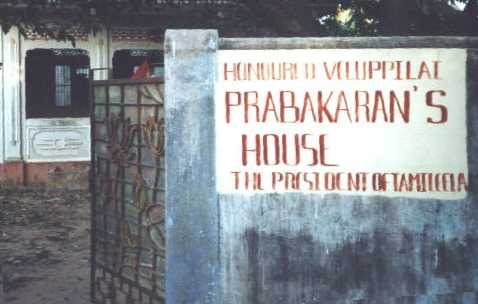 HONOURED VELUPPILAI
PRABAKARAN'S
HOUSE
THE PRESIDENT OF TAMILEELA